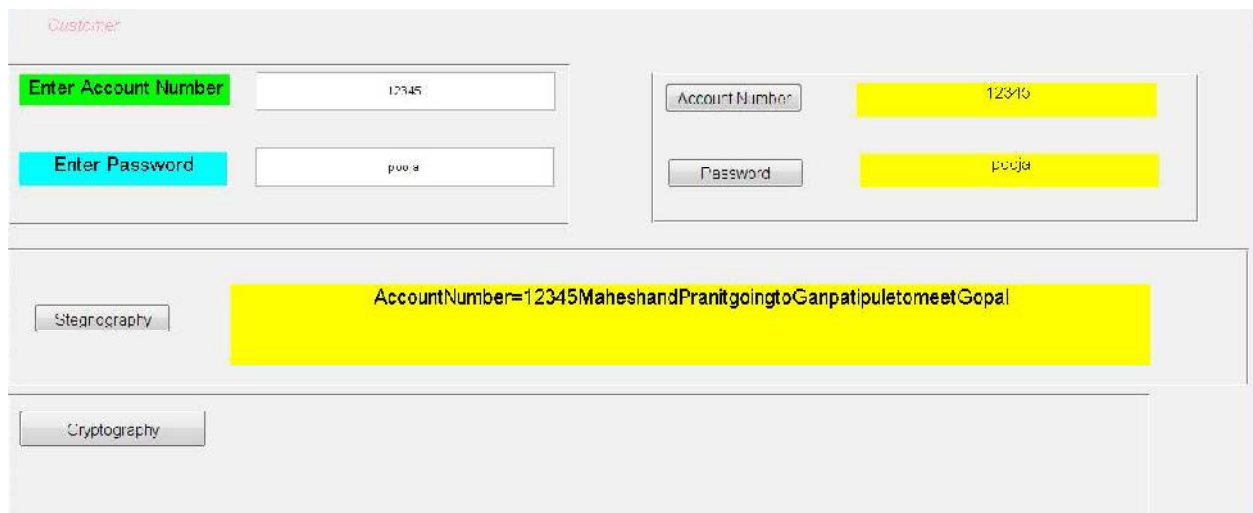 Customer
Enter Account Number
12345
Account Number
12345
Enter Password
pooja
Password
pooja
Stegnography
AccountNumber=12345MaheshandPranitgoingtoGanpatipuletomeetGopal
Cryptography